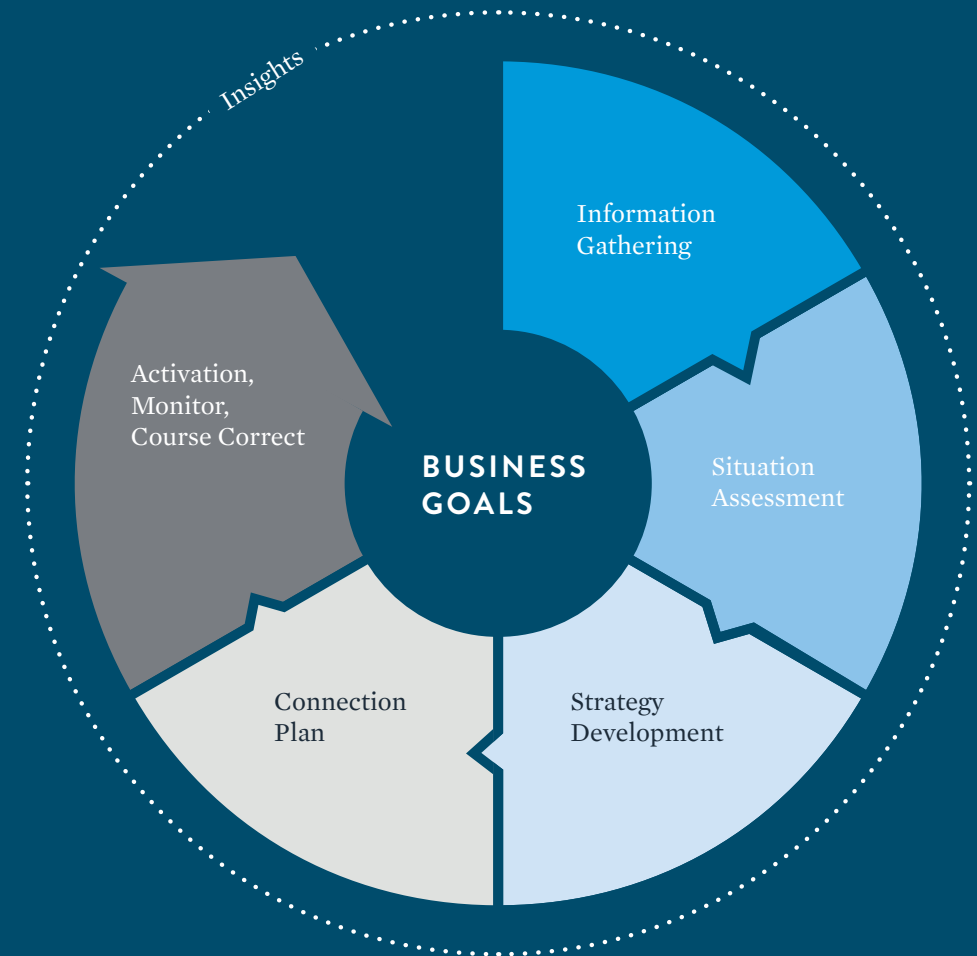 Insights
Information
Gathering
Situation
Assessment
Strategy
Development
Connection
Plan
Activation,
Monitor,
Course Correct
BUSINESS
GOALS